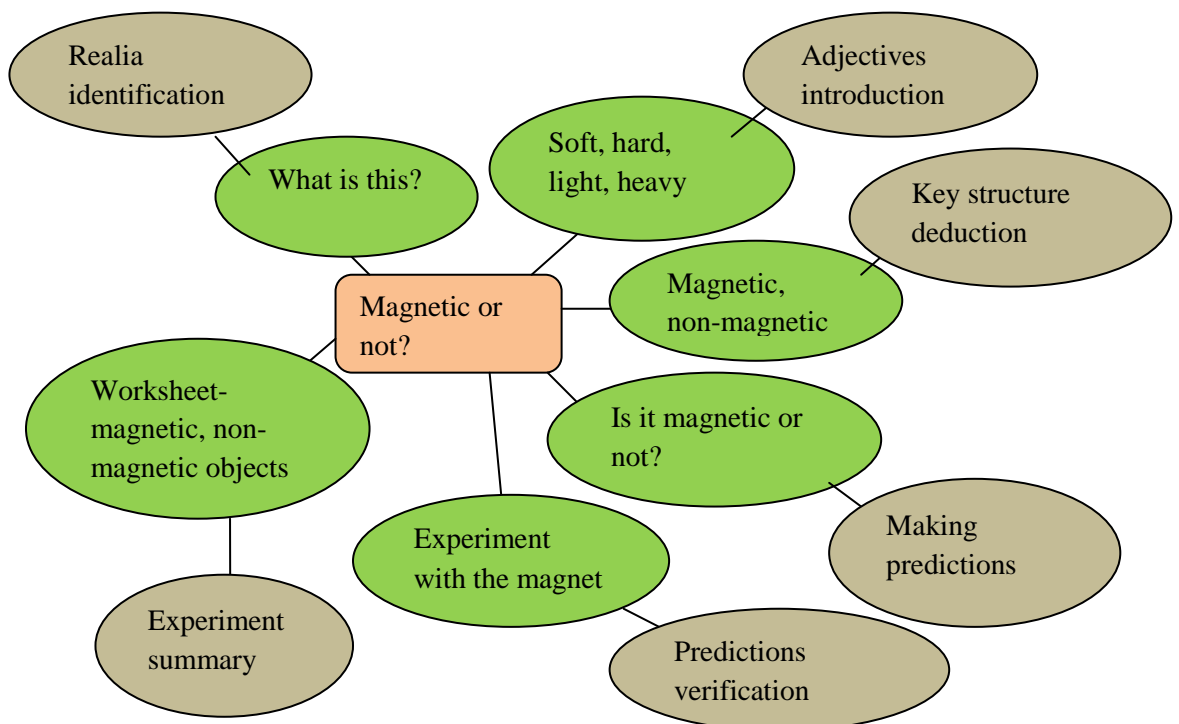 Realia
identification
What is this?
Soft, hard,
light, heavy
Adjectives
introduction
Key structure
deduction
Magnetic,
non-magnetic
Magnetic or
not?
Worksheet-
magnetic, non-
magnetic objects
Is it magnetic or
not?
Making
predictions
Experiment
with the magnet
Experiment
summary
Predictions
verification